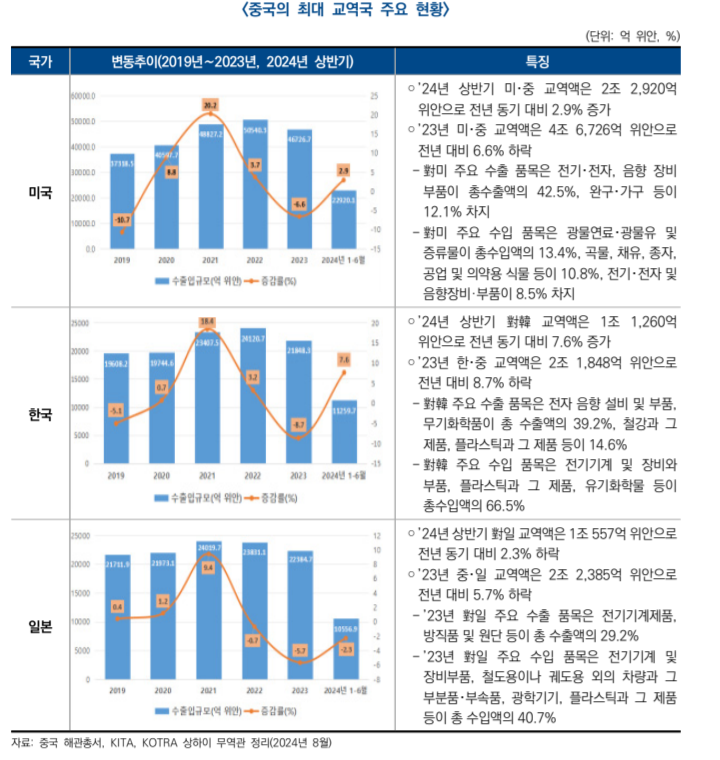 〈중국의 최대 교역국 주요 현황〉
(단위: 억 위안, %)
국가 변동추이(2019년~2023년, 2024년 상반기) 특징
미국
60000.0
50000.0
40000.0
30000.0
20000.0
10000.0
0.0
25
20
15
10
5
0
-5
-10
-15
37318.5 40597.7 48827.2 50540.3 46726.7 22920.1
-10.7 8.8 20.2 3.7 -6.6 2.9
2019 2020 2021 2022 2023 2024년 1-6월
수출입규모(억 위안) 증감률(%)
○ '24년 상반기 미·중 교역액은 2조 2,920억
위안으로 전년 동기 대비 2.9% 증가
○ '23년 미·중 교역액은 4조 6,726억 위안으로
전년 대비 6.6% 하락
- 對미 주요 수출 품목은 전기·전자, 음향 장비
부품이 총수출액의 42.5%, 완구·가구 등이
12.1% 차지
- 對미 주요 수입 품목은 광물연료·광물유 및
증류물이 총수입액의 13.4%, 곡물, 채유, 종자,
공업 및 의약용 식물 등이 10.8%, 전기·전자 및
음향장비·부품이 8.5% 차지
한국
25000
20000
15000
10000
5000
0
20
15
10
5
0
-5
-10
-15
19608.2 19744.6 23407.5 24120.7 21848.3 11259.7
-5.1 0.7 18.6 3.2 -8.7 7.6
2019 2020 2021 2022 2023 2024년 1-6월
수출입규모(억 위안) 증감률(%)
○ '24년 상반기 對韓 교역액은 1조 1,260억
위안으로 전년 동기 대비 7.6% 증가
○ '23년 한·중 교역액은 2조 1,848억 위안으로
전년 대비 8.7% 하락
- 對韓 주요 수출 품목은 전자 음향 설비 및 부품,
무기화학품이 총 수출액의 39.2%, 철강과 그
제품, 플라스틱과 그 제품 등이 14.6%
- 對韓 주요 수입 품목은 전기기계 및 장비와
부품, 플라스틱과 그 제품, 유기화학물 등이
총수입액의 66.5%
일본
25000
20000
15000
10000
5000
0
12
10
8
6
4
2
0
-2
-4
-6
-8
21711.9 21973.1 24019.7 23831.1 22384.7 10556.9
0.4 1.2 9.4 -0.7 -5.7 -2.3
2019 2020 2021 2022 2023 2024년 1-6월
수출입규모(억 위안) 증감률(%)
○ '24년 상반기 對일 교역액은 1조 557억 위안으로
전년 동기 대비 2.3% 하락
○ '23년 중·일 교역액은 2조 2,385억 위안으로
전년 대비 5.7% 하락
- '23년 對일 주요 수출 품목은 전기기계제품,
방직품 및 원단 등이 총 수출액의 29.2%
- '23년 對일 주요 수입 품목은 전기기계 및
장비부품, 철도용이나 궤도용 외의 차량과 그
부분품·부속품, 광학기기, 플라스틱과 그 제품
등이 총 수입액의 40.7%
자료: 중국 해관총서, KITA, KOTRA 상하이 무역관 정리(2024년 8월)